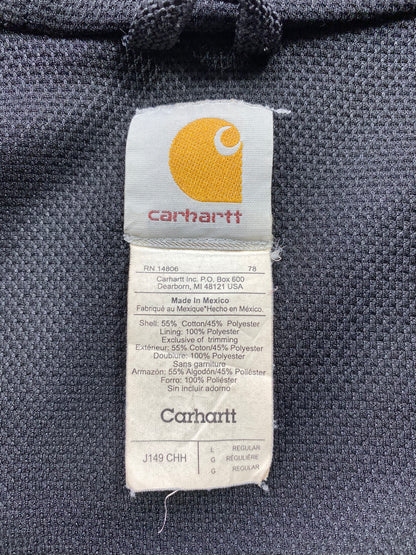 carhartt
RN 14806 78
Carhartt Inc. P.O. Box 600
Dearborn, MI 48121 USA
Made In Mexico
Fabriqué au Mexique*Hecho en México.
Shell: 55% Cotton/45% Polyester
Lining: 100% Polyester
Exclusive of trimming
Extérieur: 55% Cotton/45% Polyester
Doublure: 100% Polyester
Sans garniture
Armazón: 55% Algodón/45% Poliéster
Forro: 100% Poliester
Sin incluir adorno
Carhartt
J149 CHH
L REGULAR
G RÉGULIÈRE
G REGULAR